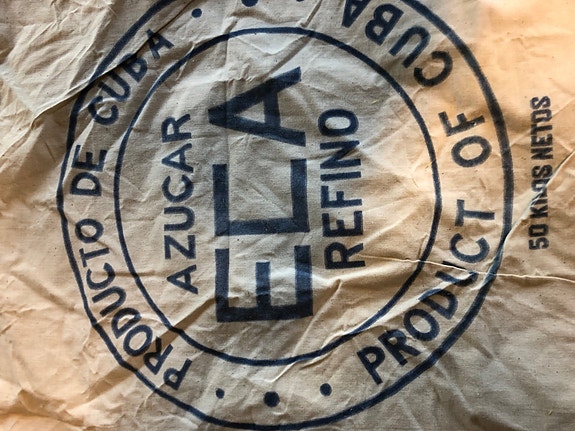 PRODUCTO DE CUBA
AZUCAR
ECA
REFINO
PRODUCT OF CUBA
50 KILOS NETOS